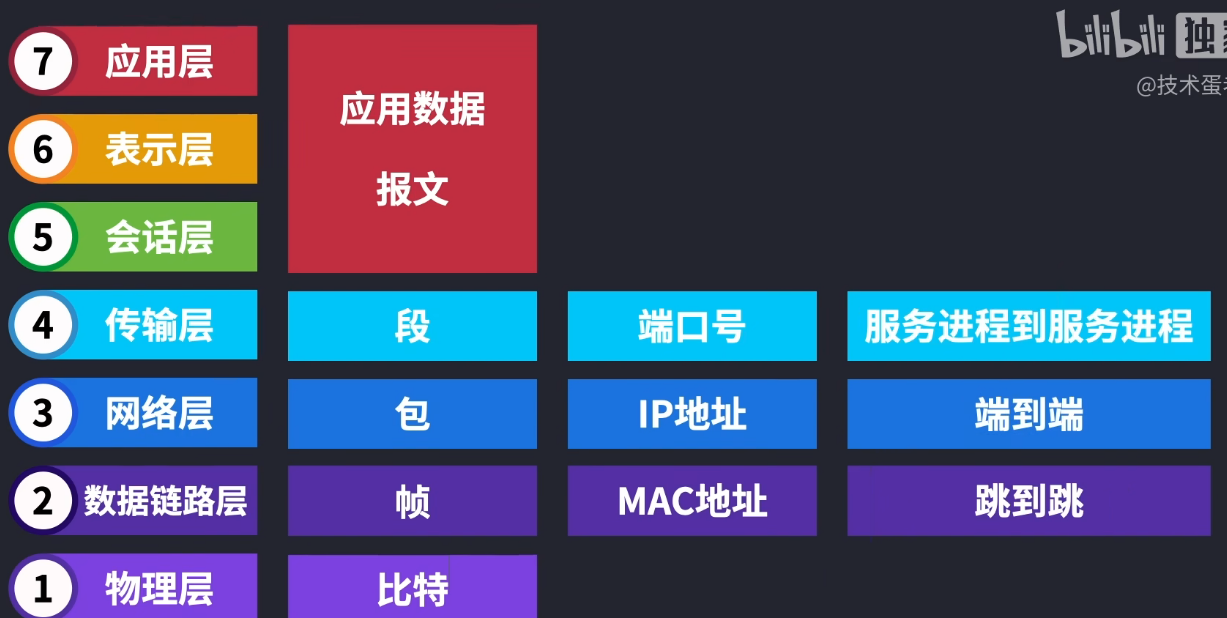 bilibili 独
@技术蛋
7 应用层
应用数据
报文
6 表示层
5 会话层
4 传输层 段 端口号 服务进程到服务进程
3 网络层 包 IP地址 端到端
2 数据链路层 帧 MAC地址 跳到跳
1 物理层 比特